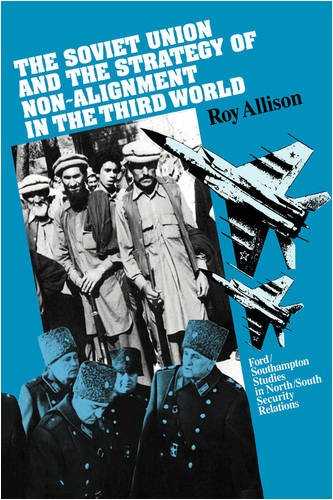 THE SOVIET UNION
AND THE STRATEGY OF
NON-ALIGNMENT
IN THE THIRD WORLD
Roy Allison
Ford/
Southampton
Studies
in North/South
Security
Relations